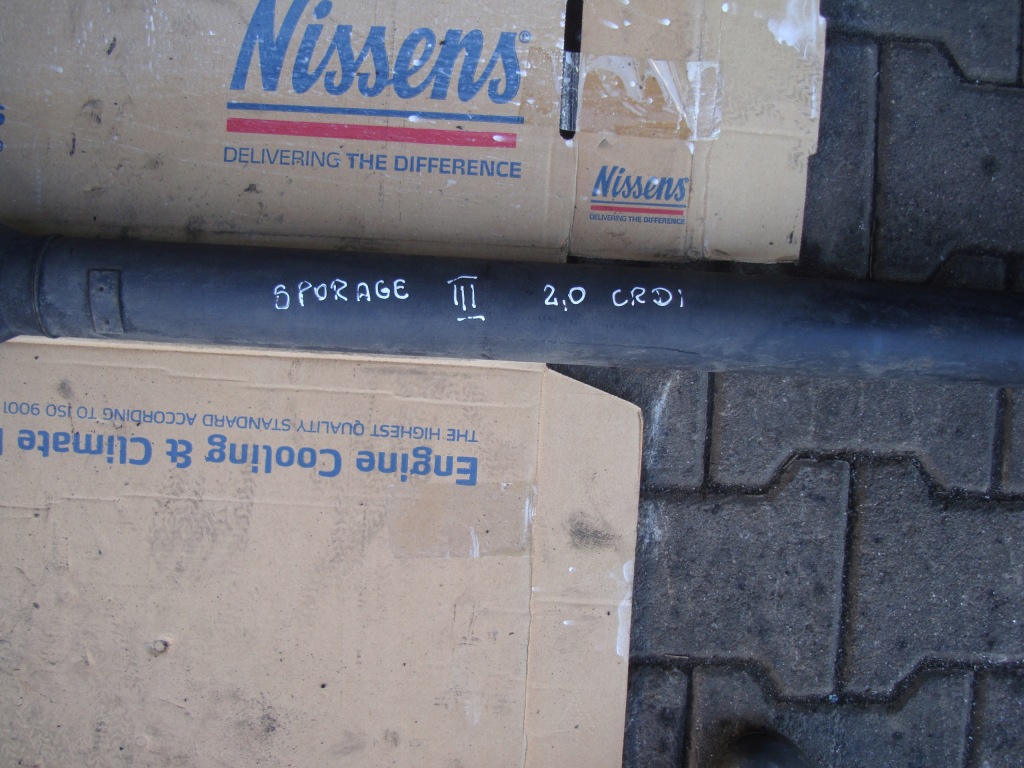 Nissens©
DELIVERING THE DIFFERENCE
Nissens
DELIVERING THE DIFFERENCE
SPORAGE III 2,0 CRDI
THE HIGHEST QUALITY STANDARD ACCORDING TO ISO 9001
Engine Cooling & Climate